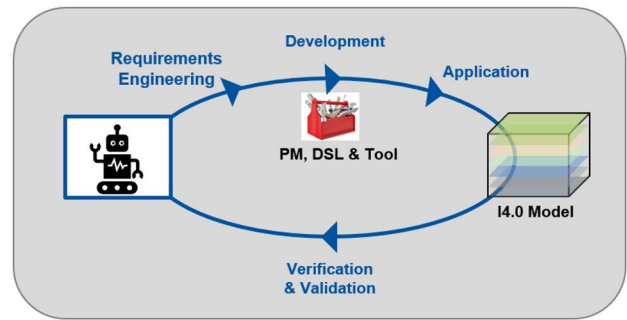 Development
Requirements
Engineering
Application
PM, DSL & Tool
I4.0 Model
Verification
& Validation